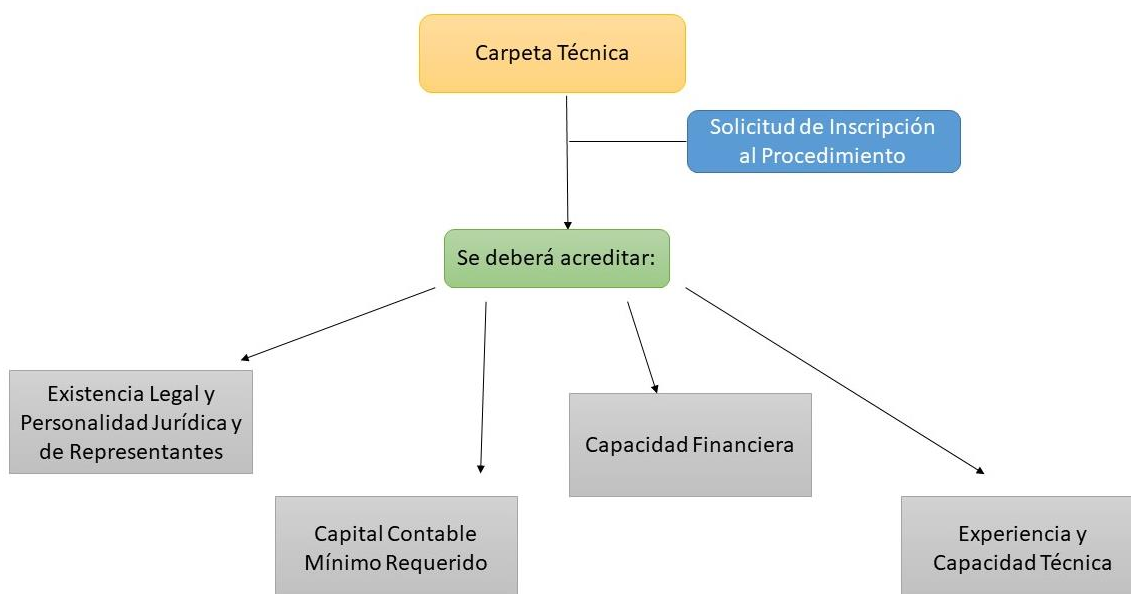 Carpeta Técnica
Solicitud de Inscripción
al Procedimiento
Se deberá acreditar:
Existencia Legal y
Personalidad Jurídica y
de Representantes
Capacidad Financiera
Capital Contable
Mínimo Requerido
Experiencia y
Capacidad Técnica